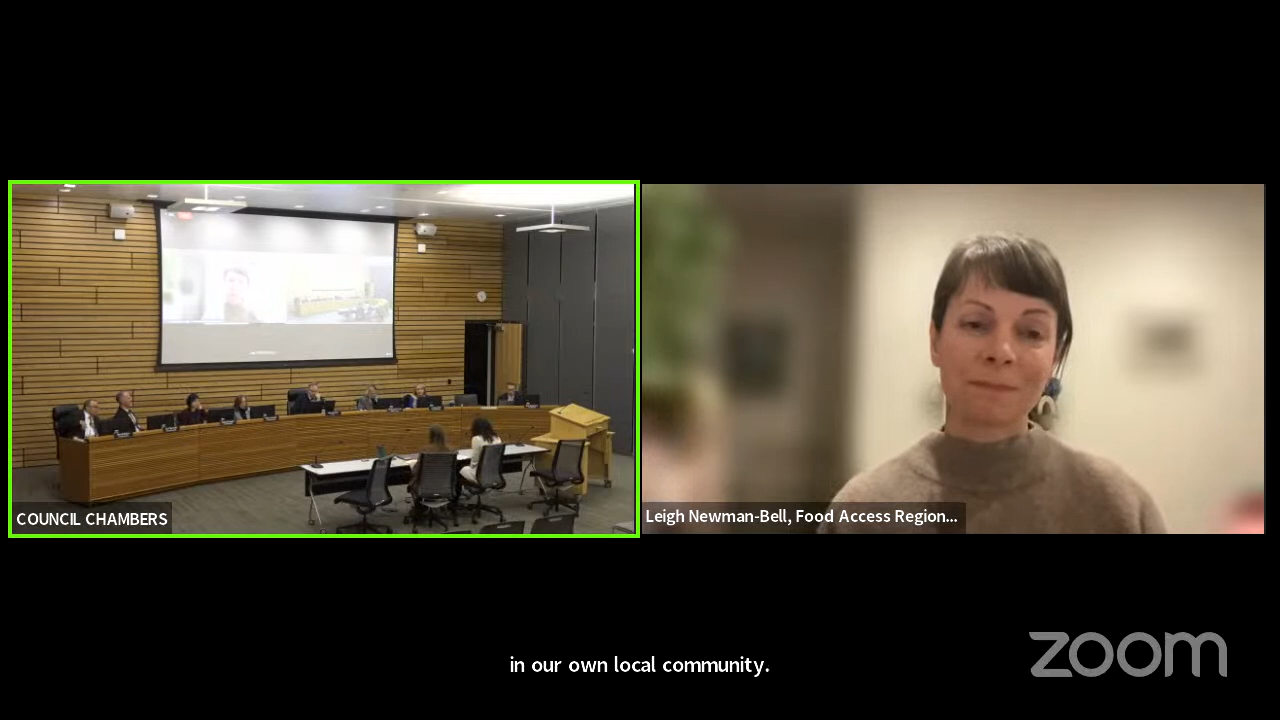 COUNCIL CHAMBERS
Leigh Newman-Bell, Food Access Region...
in our own local community.
zoom